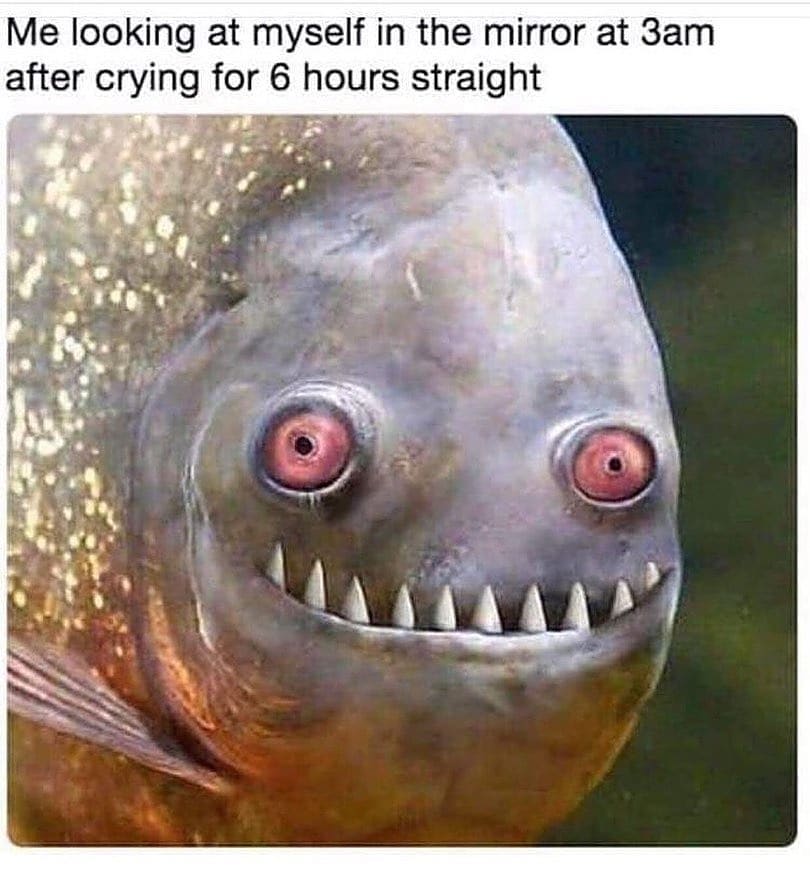 Me looking at myself in the mirror at 3am
after crying for 6 hours straight